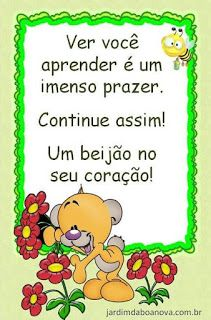 Ver você
aprender é um
imenso prazer.
Continue assim!
Um beijão no
seu coração!
jardimdaboanova.com.br